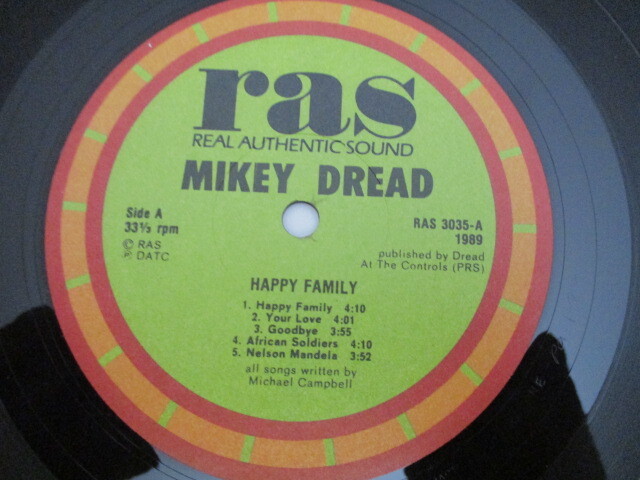 ras
REAL AUTHENTIC SOUND
MIKEY DREAD
Side A
33⅓ rpm
© RAS
℗ DATC
RAS 3035-A
1989
published by Dread
At The Controls (PRS)
HAPPY FAMILY
1. Happy Family 4:10
2. Your Love 4:01
3. Goodbye 3:55
4. African Soldiers 4:10
5. Nelson Mandela 3:52
all songs written by
Michael Campbell